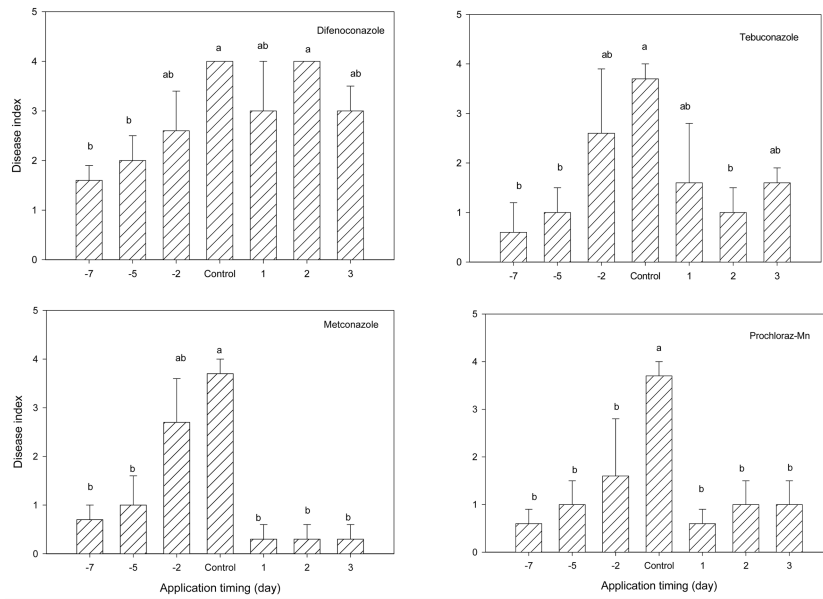 Difenoconazole
Disease index
5
4
3
2
1
0
b
b
ab
a
ab
a
ab
-7 -5 -2 Control 1 2 3
Tebuconazole
5
4
3
2
1
0
b
b
ab
a
ab
b
ab
-7 -5 -2 Control 1 2 3
Metconazole
Disease index
5
4
3
2
1
0
b
b
ab
a
b
b
b
-7 -5 -2 Control 1 2 3
Application timing (day)
Prochloraz-Mn
5
4
3
2
1
0
b
b
b
a
b
b
b
-7 -5 -2 Control 1 2 3
Application timing (day)